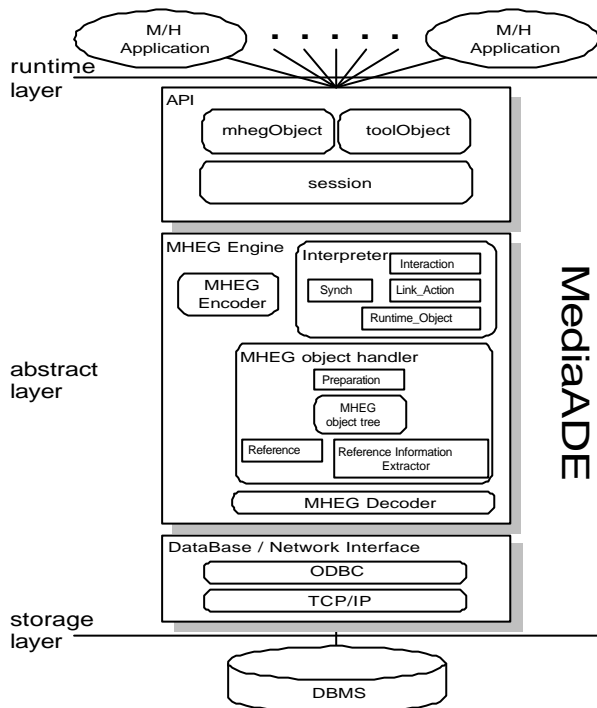 M/H
Application
M/H
Application
runtime
layer
API
mhegObject
toolObject
session
MHEG Engine
MHEG
Encoder
Interpreter
Interaction
Synch
Link_Action
Runtime_Object
MHEG object handler
Preparation
MHEG
object tree
Reference
Reference Information
Extractor
MHEG Decoder
abstract
layer
MediaADE
DataBase / Network Interface
ODBC
TCP/IP
storage
layer
DBMS